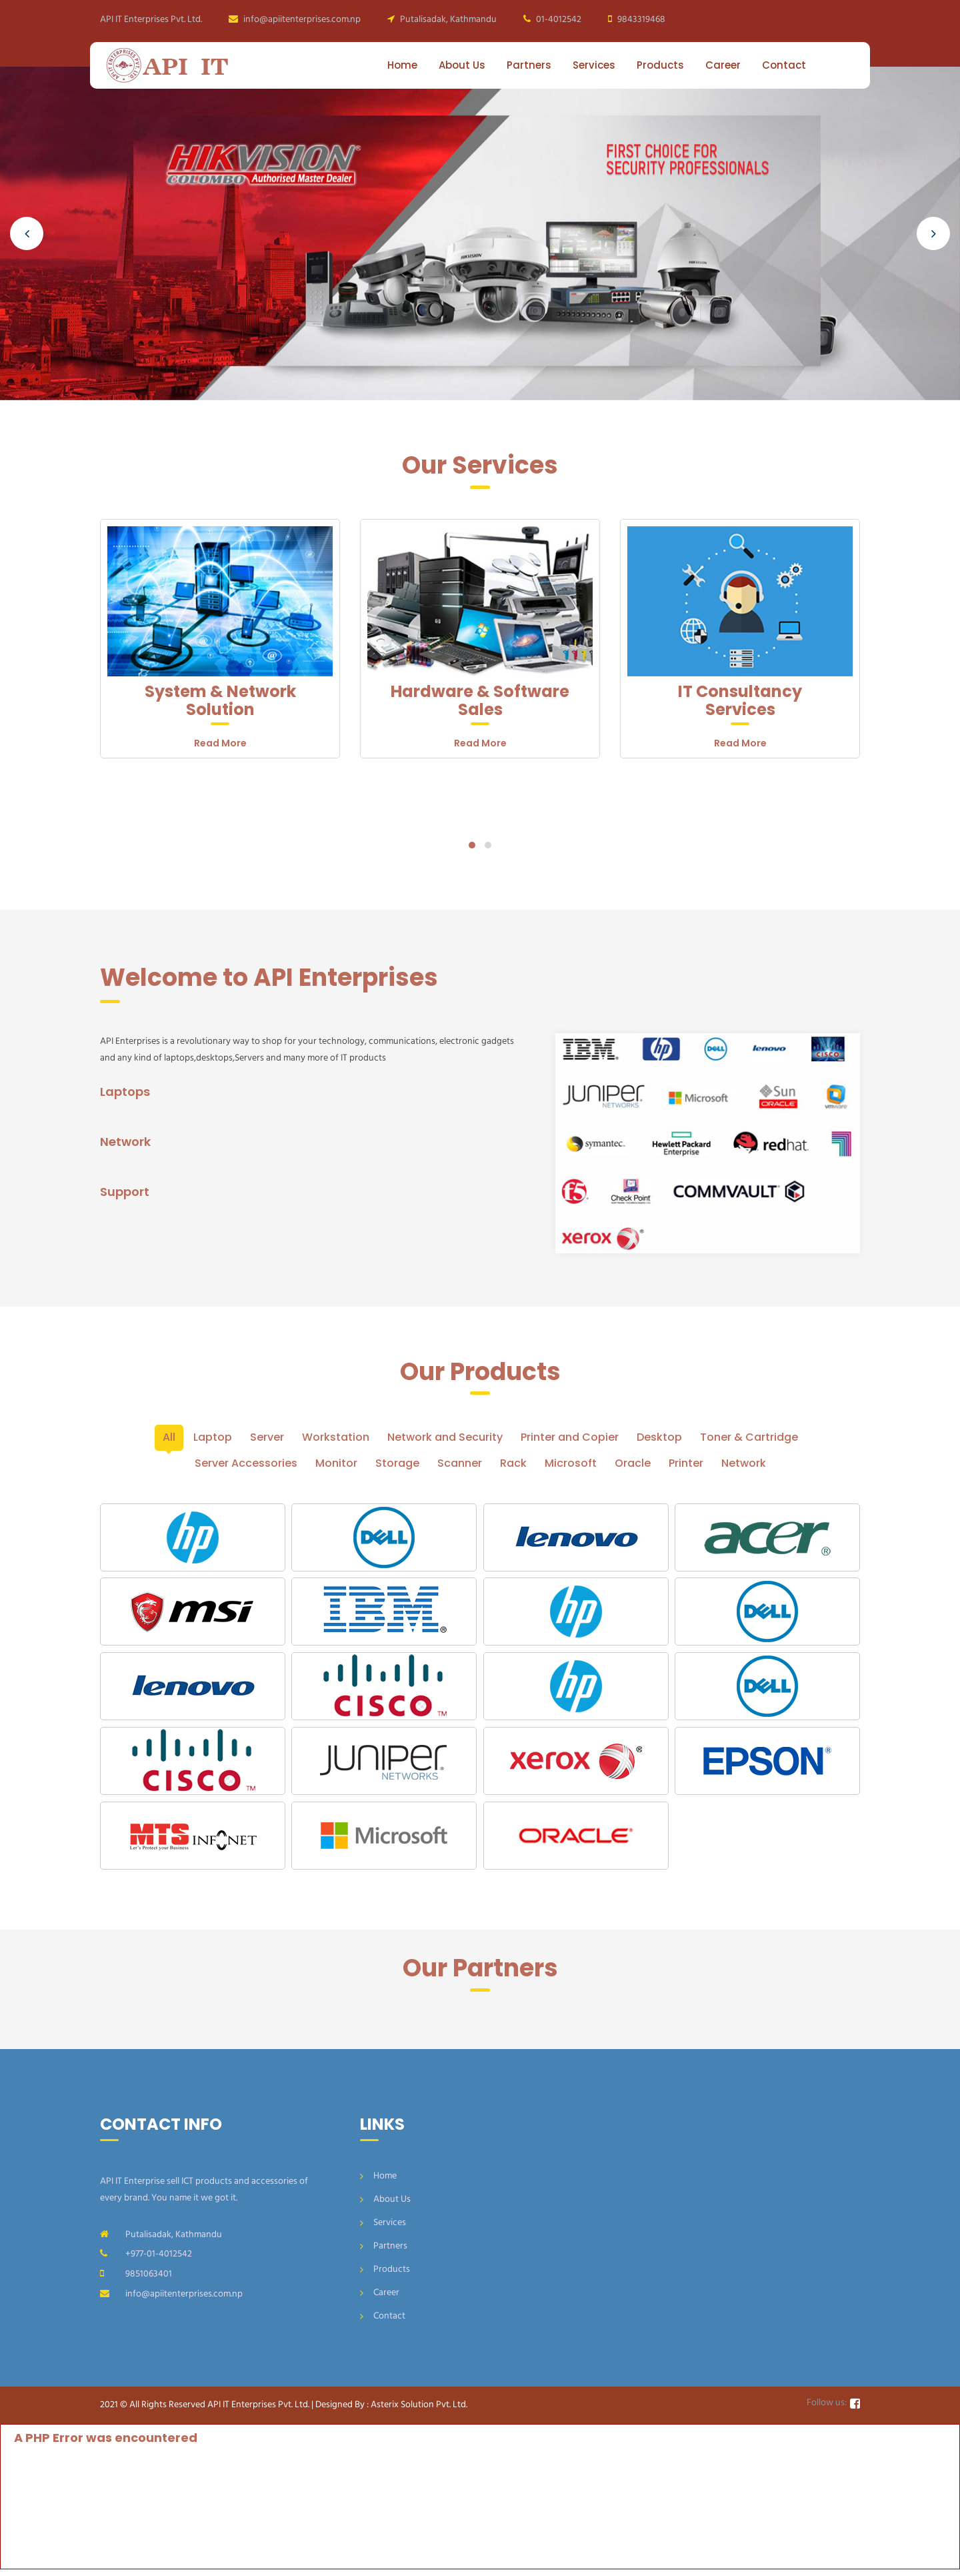 API IT Enterprises Pvt. Ltd.
info@apiitenterprises.com.np
Putalisadak, Kathmandu
01-4012542
9843319468
API IT
Home
About Us
Partners
Services
Products
Career
Contact
HIKVISION
COLOMBO Authorised Master Dealer
FIRST CHOICE FOR
SECURITY PROFESSIONALS
Our Services
System & Network
Solution
Read More
Hardware & Software
Sales
Read More
IT Consultancy
Services
Read More
Welcome to API Enterprises
API Enterprises is a revolutionary way to shop for your technology, communications, electronic gadgets
and any kind of laptops,desktops,Servers and many more of IT products
Laptops
Network
Support
IBM
hp
DELL
lenovo
CISCO
JUNIPER
NETWORKS
Microsoft
Sun
ORACLE
vmware
symantec.
Hewlett Packard
Enterprise
redhat.
f5
Check Point
COMMVAULT
xerox
Our Products
All
Laptop
Server
Workstation
Network and Security
Printer and Copier
Desktop
Toner & Cartridge
Server Accessories
Monitor
Storage
Scanner
Rack
Microsoft
Oracle
Printer
Network
hp
DELL
lenovo
acer®
msi
IBM®
hp
DELL
lenovo
CISCO™
hp
DELL
CISCO™
JUNIPER
NETWORKS
xerox
EPSON®
MTS INFONET
Let's Protect your Business
Microsoft
ORACLE
Our Partners
CONTACT INFO
API IT Enterprise sell ICT products and accessories of
every brand. You name it we got it.
Putalisadak, Kathmandu
+977-01-4012542
9851063401
info@apiitenterprises.com.np
LINKS
Home
About Us
Services
Partners
Products
Career
Contact
2021 © All Rights Reserved API IT Enterprises Pvt. Ltd. | Designed By : Asterix Solution Pvt. Ltd.
Follow us:
A PHP Error was encountered